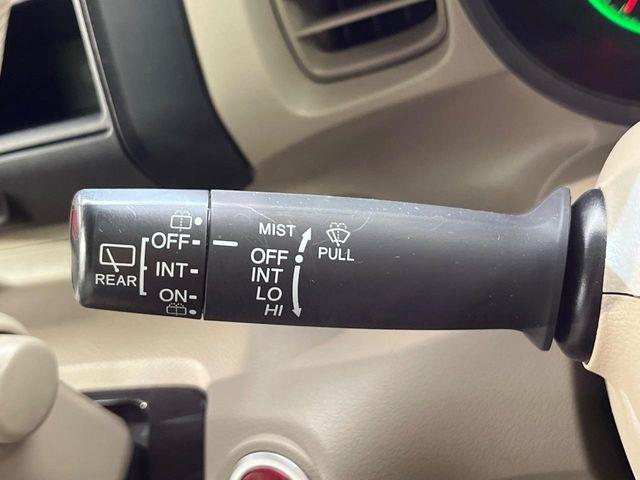 REAR
OFF
INT
ON
MIST
OFF
INT
LO
HI
PULL